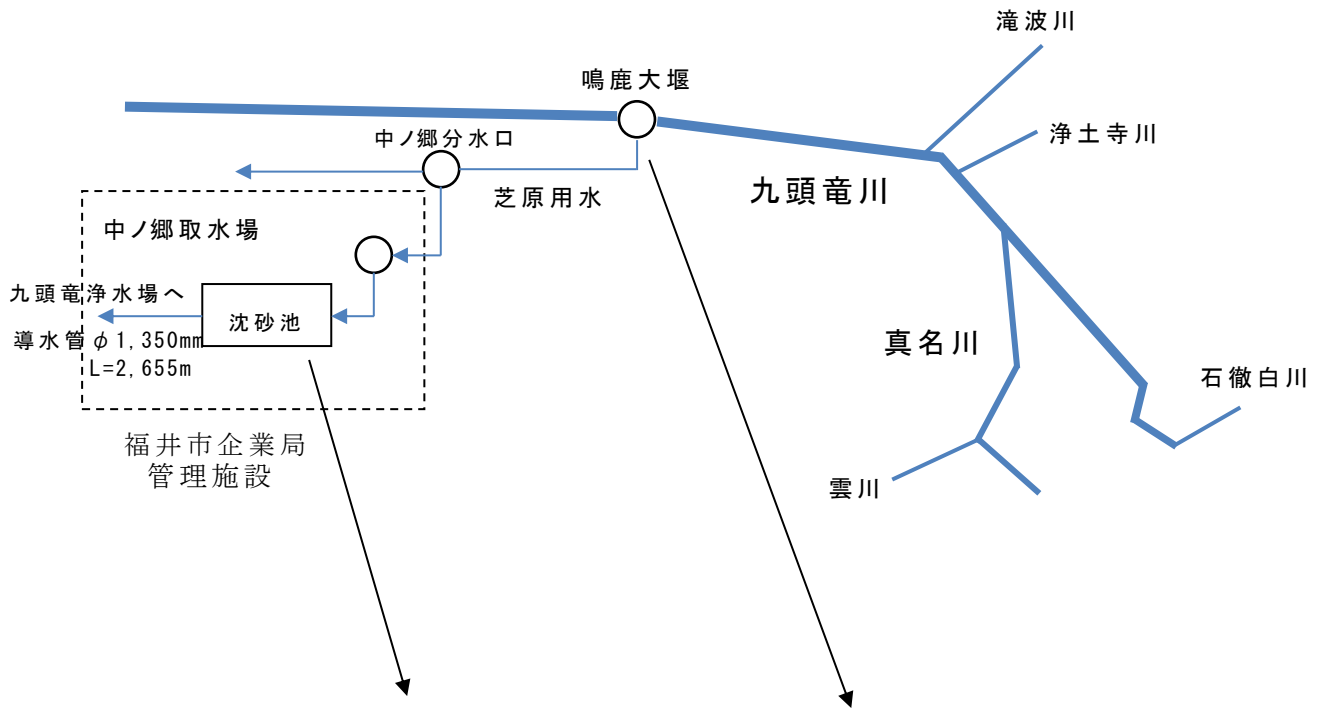 滝波川
鳴鹿大堰
浄土寺川
中ノ郷分水口
九頭竜川
芝原用水
中ノ郷取水場
九頭竜浄水場へ
沈砂池
導水管φ1,350mm
L=2,655m
真名川
石徹白川
福井市企業局
管理施設
雲川